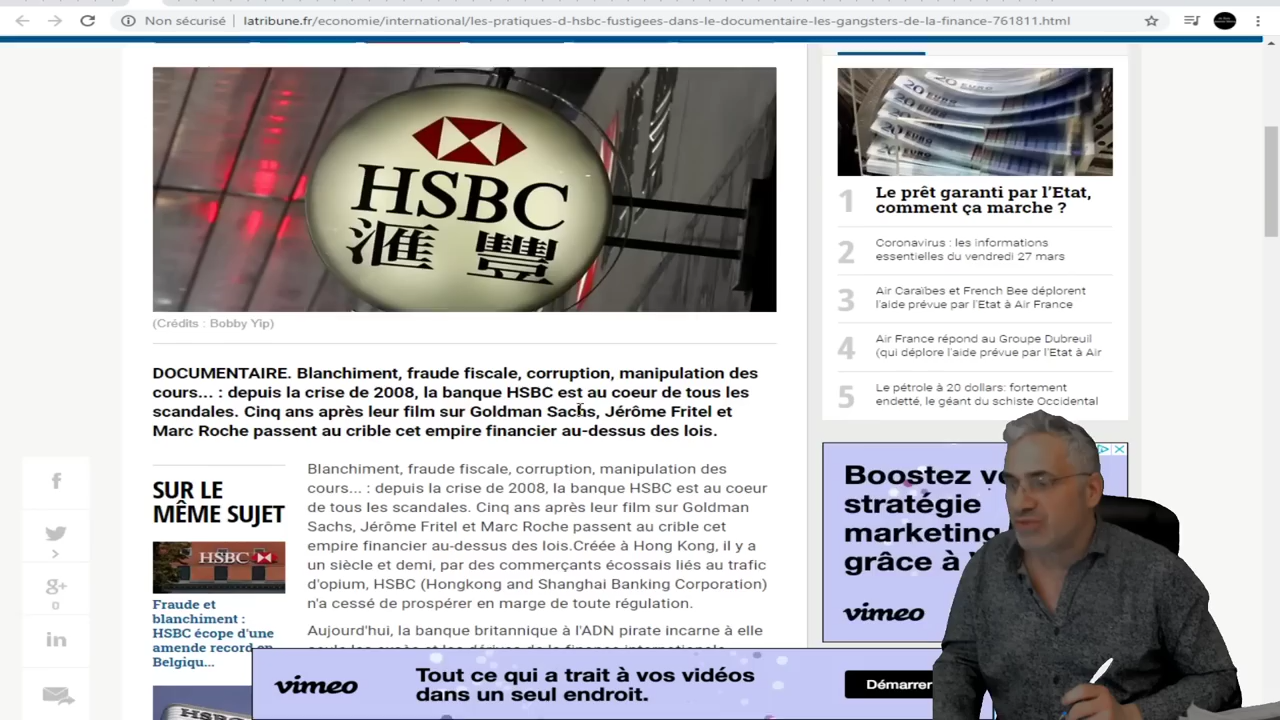 Non sécurisé
latribune.fr/economie/international/les-pratiques-d-hsbc-fustigees-dans-le-documentaire-les-gangsters-de-la-finance-761811.html
HSBC
滙豐
(Crédits : Bobby Yip)
DOCUMENTAIRE. Blanchiment, fraude fiscale, corruption, manipulation des
cours... : depuis la crise de 2008, la banque HSBC est au coeur de tous les
scandales. Cinq ans après leur film sur Goldman Sachs, Jérôme Fritel et
Marc Roche passent au crible cet empire financier au-dessus des lois.
SUR LE
MÊME SUJET
HSBC
Fraude et
blanchiment :
HSBC écope d'une
amende record en
Belgiqu...
HSBC
Blanchiment, fraude fiscale, corruption, manipulation des
cours... : depuis la crise de 2008, la banque HSBC est au coeur
de tous les scandales. Cinq ans après leur film sur Goldman
Sachs, Jérôme Fritel et Marc Roche passent au crible cet
empire financier au-dessus des lois.Créée à Hong Kong, il y a
un siècle et demi, par des commerçants écossais liés au trafic
d'opium, HSBC (Hongkong and Shanghai Banking Corporation)
n'a cessé de prospérer en marge de toute régulation.
Aujourd'hui, la banque britannique à l'ADN pirate incarne à elle
20 EURO
1 Le prêt garanti par l'Etat,
comment ça marche ?
2 Coronavirus : les informations
essentielles du vendredi 27 mars
3 Air Caraïbes et French Bee déplorent
l'aide prévue par l'Etat à Air France
4 Air France répond au Groupe Dubreuil
(qui déplore l'aide prévue par l'Etat à Air
5 Le pétrole à 20 dollars: fortement
endetté, le géant du schiste Occidental
Boostez
stratégie
marketing
grâce à
vimeo
vimeo
Tout ce qui a trait à vos vidéos
dans un seul endroit.
Démarrer
f
g+
0
in